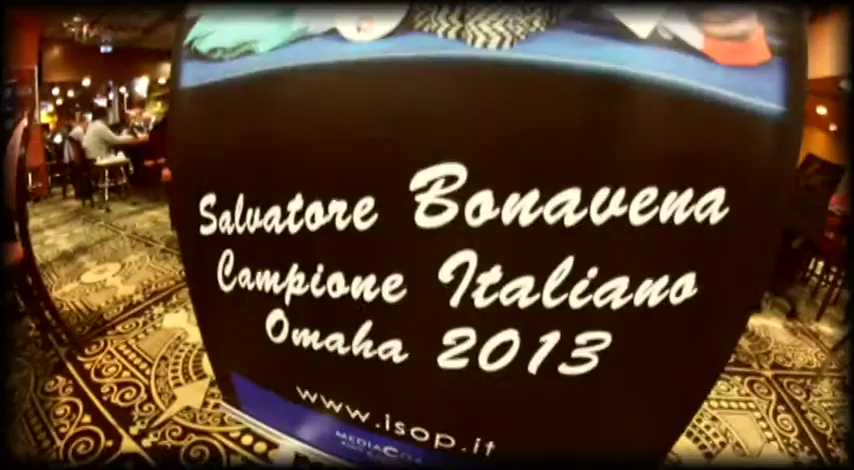 Salvatore Bonavena
Campione Italiano
Omaha 2013
www.isop.it